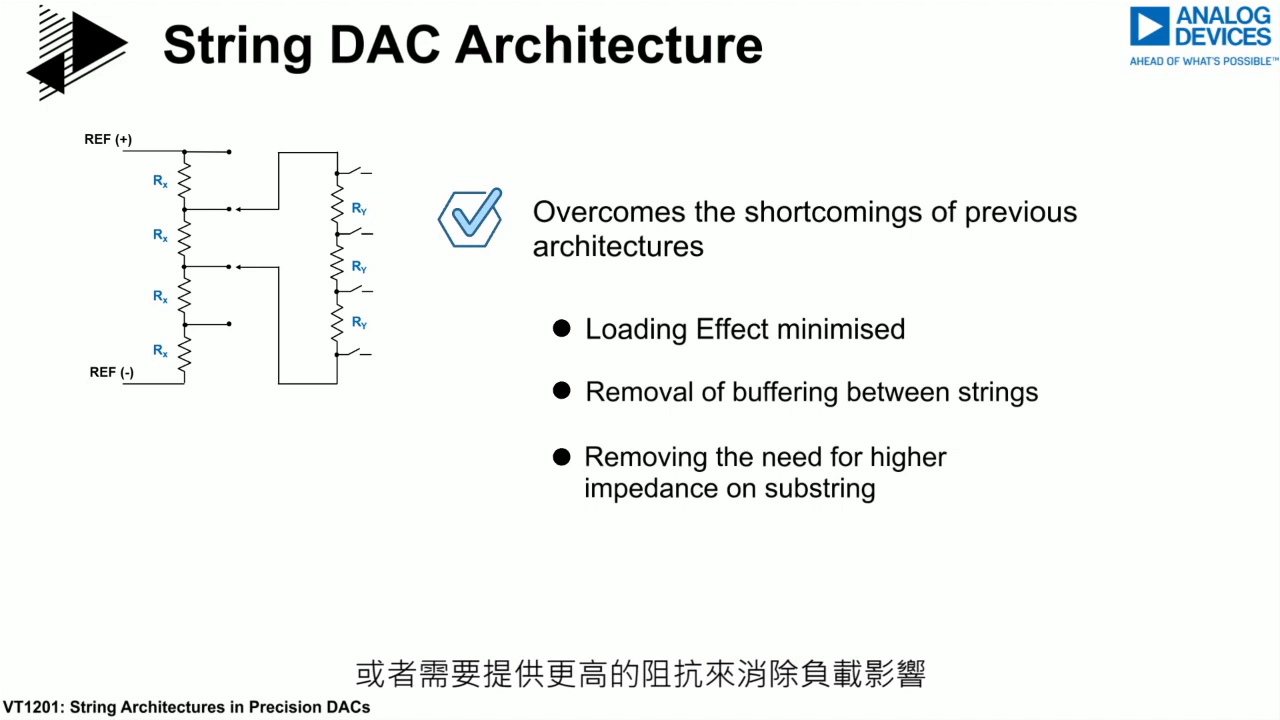 String DAC Architecture
ANALOG
DEVICES
AHEAD OF WHAT'S POSSIBLE™
REF (+)
Rx
Rx
Rx
Rx
REF (-)
RY
RY
RY
Overcomes the shortcomings of previous
architectures
Loading Effect minimised
Removal of buffering between strings
Removing the need for higher
impedance on substring
或者需要提供更高的阻抗來消除負載影響
VT1201: String Architectures in Precision DACs